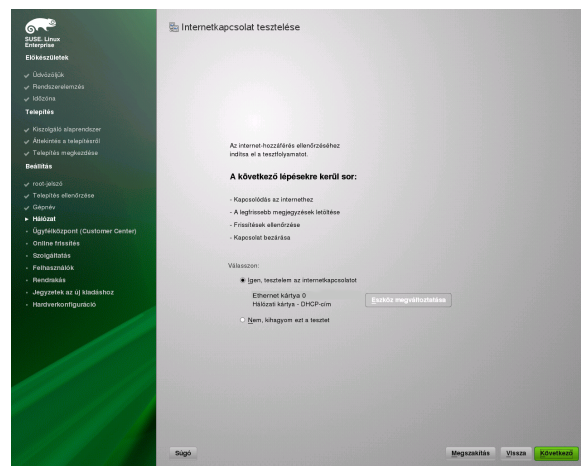 SUSE. Linux
Enterprise
Előkészületek
Üdvözöljük
Rendszerelemzés
Időzóna
Telepítés
Kiszolgáló alaprendszer
Áttekintés a telepítésről
Telepítés megkezdése
Beállítás
root-jelszó
Telepítés ellenőrzése
Gépnév
Hálózat
Ügyfélközpont (Customer Center)
Online frissítés
Szolgáltatás
Felhasználók
Rendrakás
Jegyzetek az új kiadáshoz
Hardverkonfiguráció
Internetkapcsolat tesztelése
Az internet-hozzáférés ellenőrzéséhez
indítsa el a tesztfolyamatot.
A következő lépésekre kerül sor:
- Kapcsolódás az internethez
- A legfrissebb megjegyzések letöltése
- Frissítések ellenőrzése
- Kapcsolat bezárása
Válasszon:
Igen, tesztelem az internetkapcsolatot
Ethernet kártya 0
Hálózati kártya - DHCP-cím
Eszköz megváltoztatása
Nem, kihagyom ezt a tesztet
Súgó
Megszakítás
Vissza
Következő